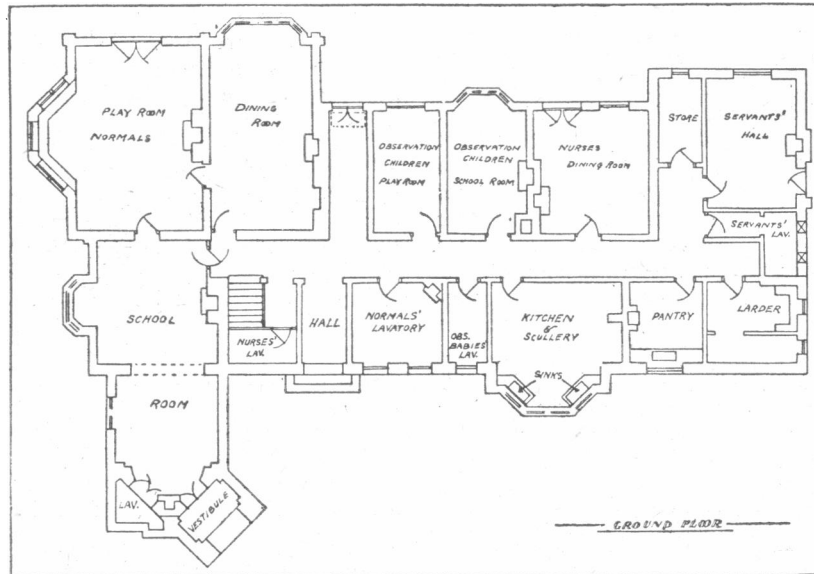 PLAY ROOM
NORMALS
DINING
ROOM
OBSERVATION
CHILDREN
PLAY ROOM
OBSERVATION
CHILDREN
SCHOOL ROOM
NURSES
DINING ROOM
STORE
SERVANTS'
HALL
SERVANTS'
LAV.
SCHOOL
NURSES'
LAV.
HALL
NORMALS'
LAVATORY
OBS.
BABIES'
LAV.
KITCHEN
&
SCULLERY
SINKS
PANTRY
LARDER
ROOM
LAV.
VESTIBULE
GROUND FLOOR